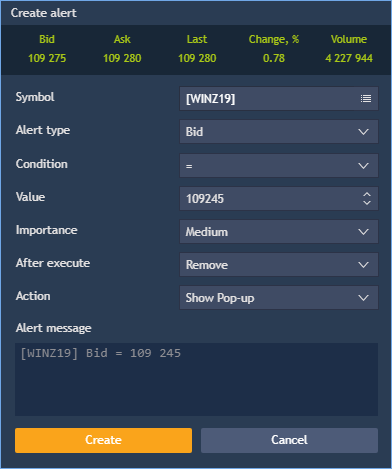 Create alert
Bid Ask Last Change, % Volume
109 275 109 280 109 280 0.78 4 227 944
Symbol [WINZ19]
Alert type Bid
Condition =
Value 109245
Importance Medium
After execute Remove
Action Show Pop-up
Alert message
[WINZ19] Bid = 109 245
Create Cancel